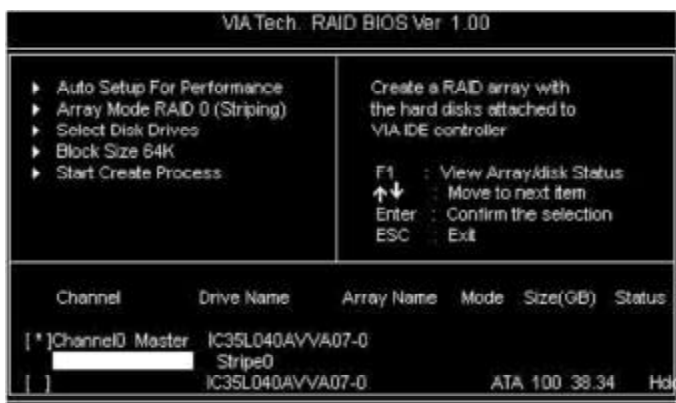 VIA Tech. RAID BIOS Ver 1.00
Auto Setup For Performance
Array Mode RAID 0 (Striping)
Select Disk Drives
Block Size 64K
Start Create Process
Create a RAID array with
the hard disks attached to
VIA IDE controller
F1 : View Array/disk Status
↑↓ : Move to next item
Enter : Confirm the selection
ESC : Exit
Channel Drive Name Array Name Mode Size(GB) Status
[*]Channel0 Master IC35L040AVVA07-0
Stripe0
[ ] IC35L040AVVA07-0 ATA 100 38.34